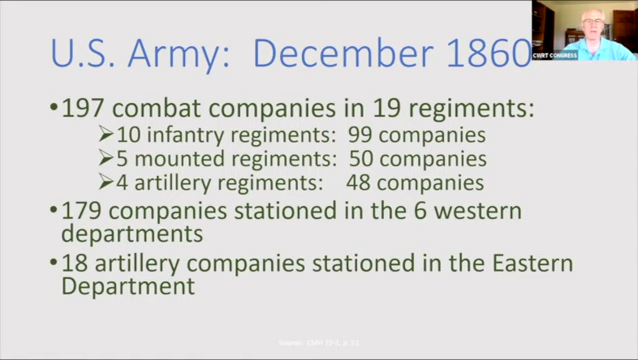 U.S. Army: December 1860
CWRT CONGRESS
•197 combat companies in 19 regiments:
➢10 infantry regiments: 99 companies
➢5 mounted regiments: 50 companies
➢4 artillery regiments: 48 companies
•179 companies stationed in the 6 western
departments
•18 artillery companies stationed in the Eastern
Department